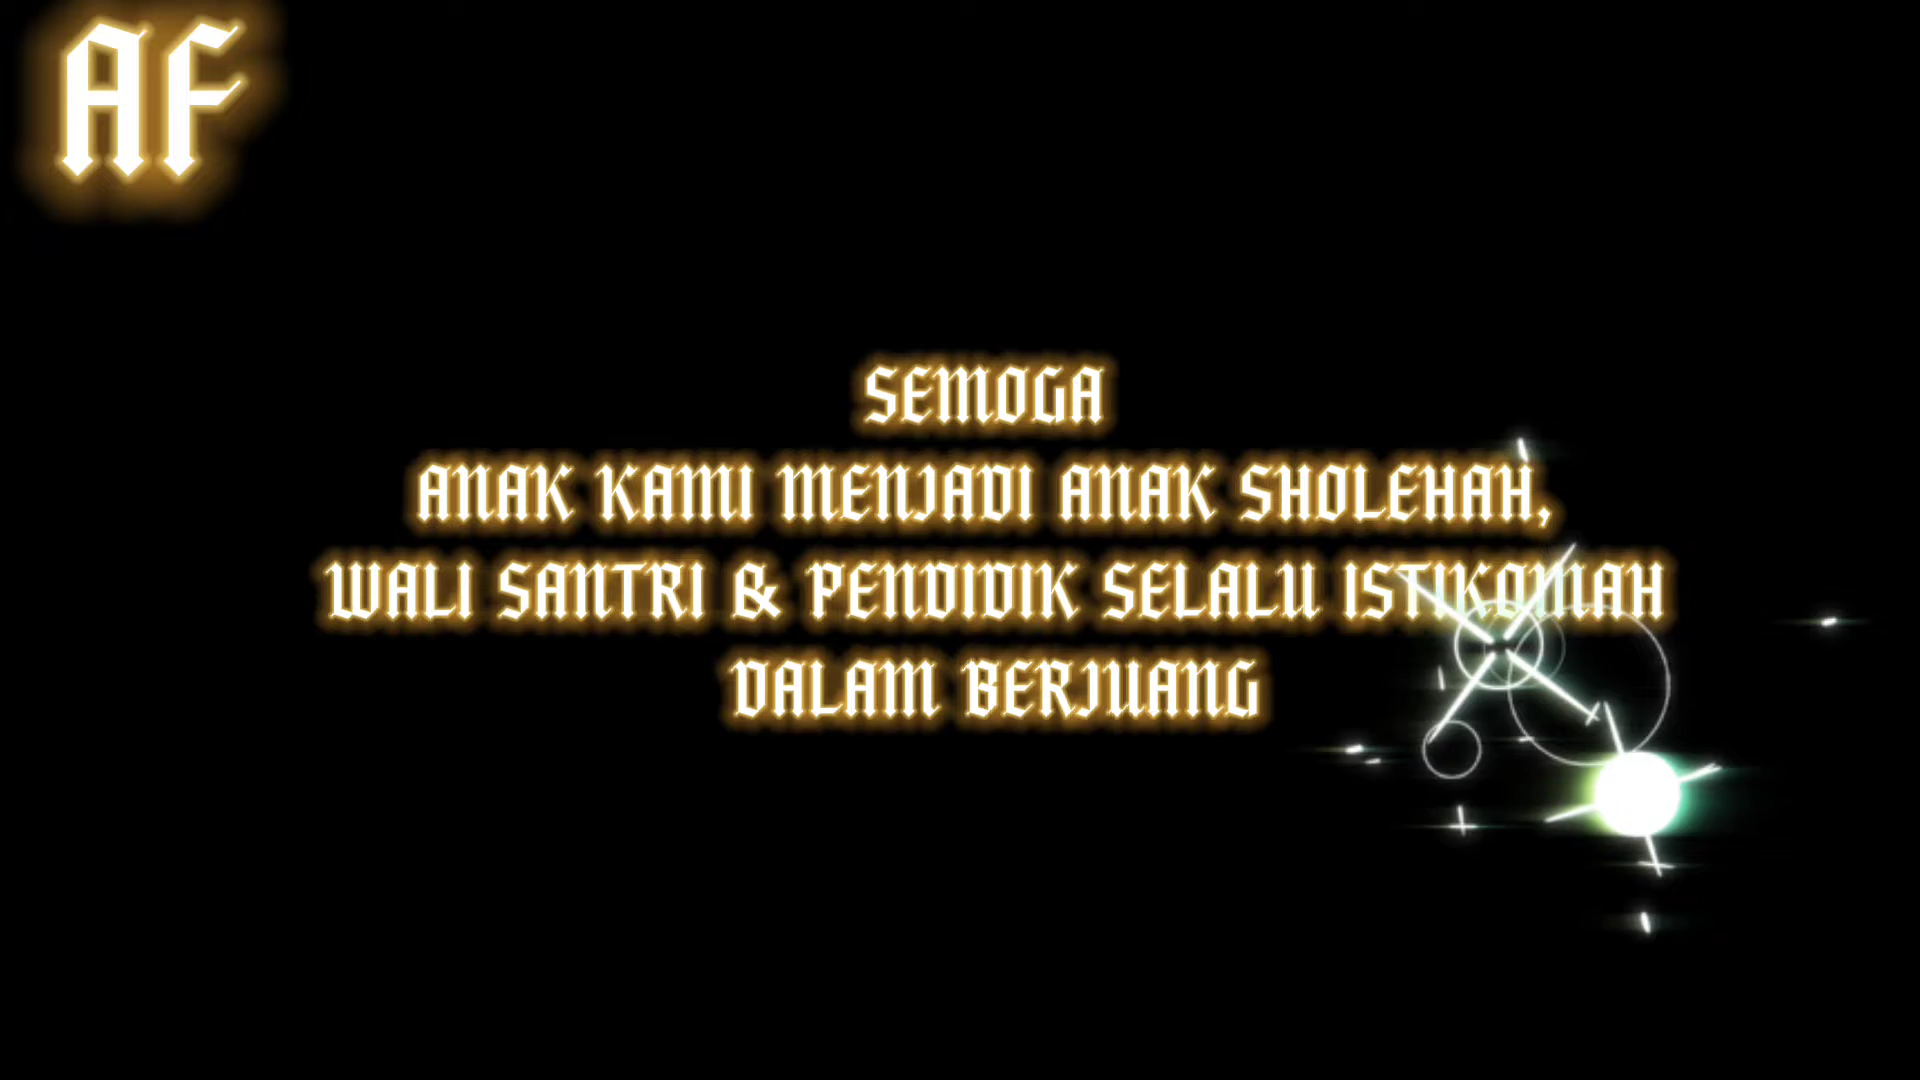 AF
SEMOGA
ANAK KAMI MENJADI ANAK SHOLEHAH,
WALI SANTRI & PENDIDIK SELALU ISTIKOMAH
DALAM BERJUANG